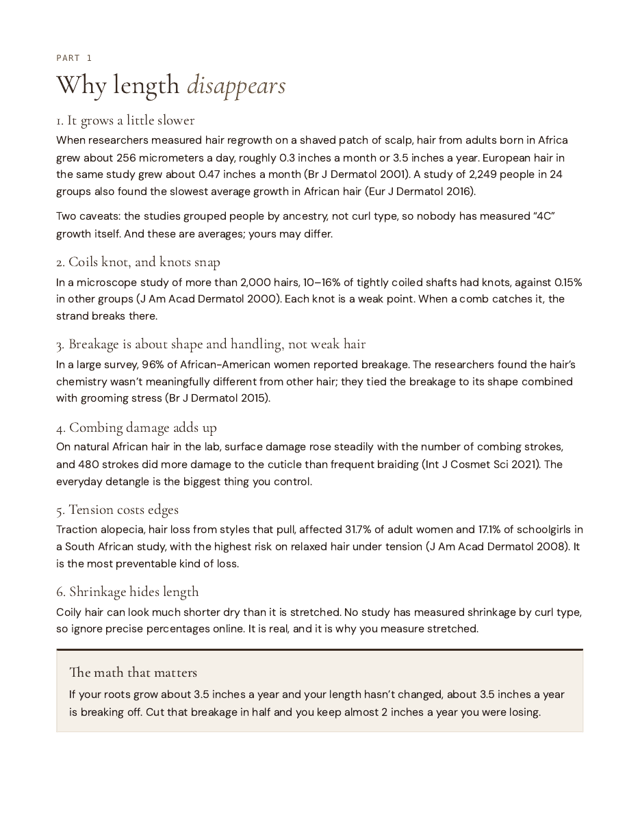 PART 1
Why length disappears
1. It grows a little slower
When researchers measured hair regrowth on a shaved patch of scalp, hair from adults born in Africa
grew about 256 micrometers a day, roughly 0.3 inches a month or 3.5 inches a year. European hair in
the same study grew about 0.47 inches a month (Br J Dermatol 2001). A study of 2,249 people in 24
groups also found the slowest average growth in African hair (Eur J Dermatol 2016).
Two caveats: the studies grouped people by ancestry, not curl type, so nobody has measured “4C”
growth itself. And these are averages; yours may differ.
2. Coils knot, and knots snap
In a microscope study of more than 2,000 hairs, 10–16% of tightly coiled shafts had knots, against 0.15%
in other groups (J Am Acad Dermatol 2000). Each knot is a weak point. When a comb catches it, the
strand breaks there.
3. Breakage is about shape and handling, not weak hair
In a large survey, 96% of African-American women reported breakage. The researchers found the hair’s
chemistry wasn’t meaningfully different from other hair; they tied the breakage to its shape combined
with grooming stress (Br J Dermatol 2015).
4. Combing damage adds up
On natural African hair in the lab, surface damage rose steadily with the number of combing strokes,
and 480 strokes did more damage to the cuticle than frequent braiding (Int J Cosmet Sci 2021). The
everyday detangle is the biggest thing you control.
5. Tension costs edges
Traction alopecia, hair loss from styles that pull, affected 31.7% of adult women and 17.1% of schoolgirls in
a South African study, with the highest risk on relaxed hair under tension (J Am Acad Dermatol 2008). It
is the most preventable kind of loss.
6. Shrinkage hides length
Coily hair can look much shorter dry than it is stretched. No study has measured shrinkage by curl type,
so ignore precise percentages online. It is real, and it is why you measure stretched.
The math that matters
If your roots grow about 3.5 inches a year and your length hasn’t changed, about 3.5 inches a year
is breaking off. Cut that breakage in half and you keep almost 2 inches a year you were losing.